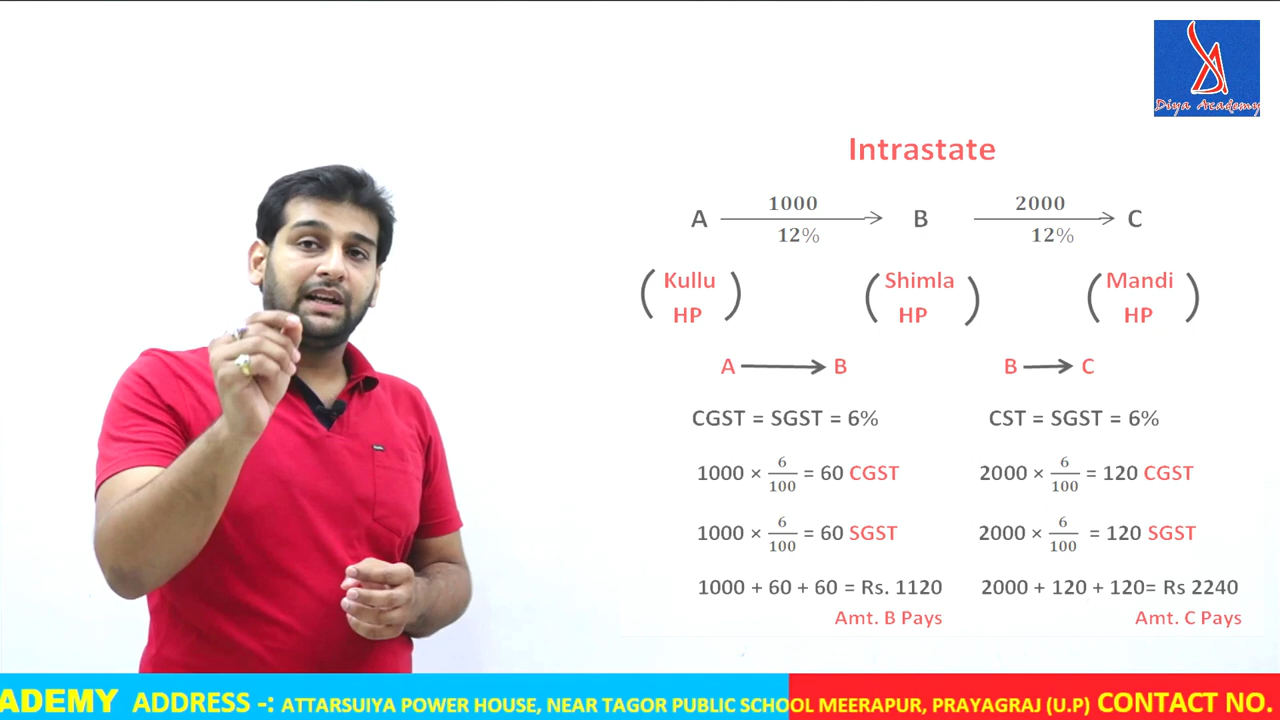 Diya Academy
Intrastate
A 1000 12% B 2000 12% C
( Kullu HP ) ( Shimla HP ) ( Mandi HP )
A → B
CGST = SGST = 6%
1000 × 6/100 = 60 CGST
1000 × 6/100 = 60 SGST
1000 + 60 + 60 = Rs. 1120
Amt. B Pays
B → C
CST = SGST = 6%
2000 × 6/100 = 120 CGST
2000 × 6/100 = 120 SGST
2000 + 120 + 120= Rs 2240
Amt. C Pays
ADEMY ADDRESS -: ATTARSUIYA POWER HOUSE, NEAR TAGOR PUBLIC SCHOOL MEERAPUR, PRAYAGRAJ (U.P) CONTACT NO.